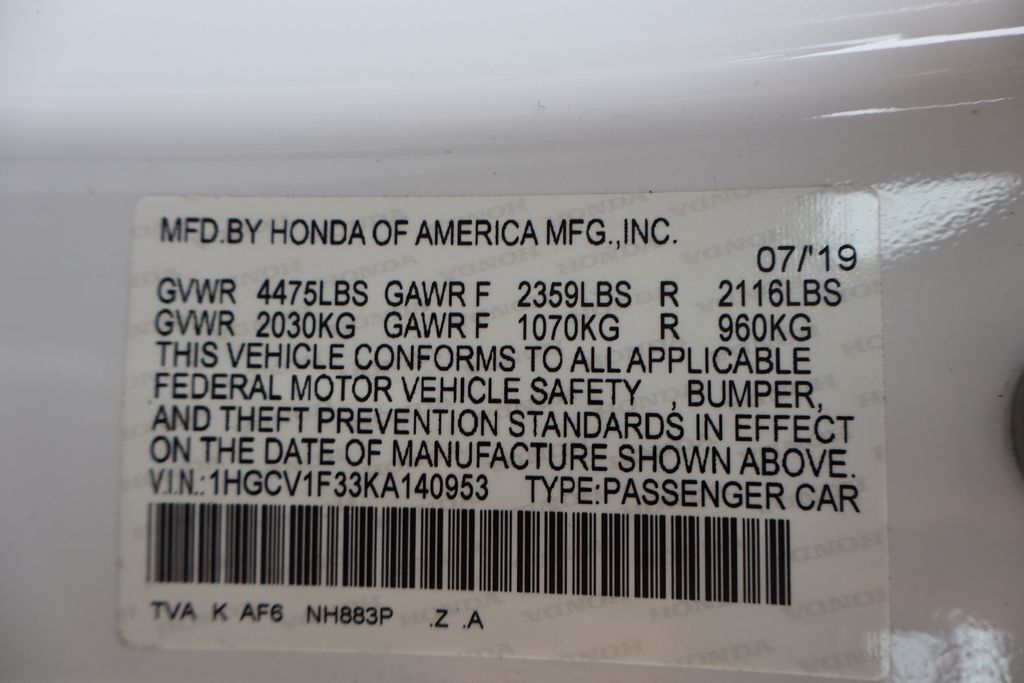 MFD.BY HONDA OF AMERICA MFG.,INC.
07/'19
GVWR 4475LBS GAWR F 2359LBS R 2116LBS
GVWR 2030KG GAWR F 1070KG R 960KG
THIS VEHICLE CONFORMS TO ALL APPLICABLE
FEDERAL MOTOR VEHICLE SAFETY , BUMPER,
AND THEFT PREVENTION STANDARDS IN EFFECT
ON THE DATE OF MANUFACTURE SHOWN ABOVE.
V.I.N.:1HGCV1F33KA140953 TYPE:PASSENGER CAR
TVA K AF6 NH883P .Z .A